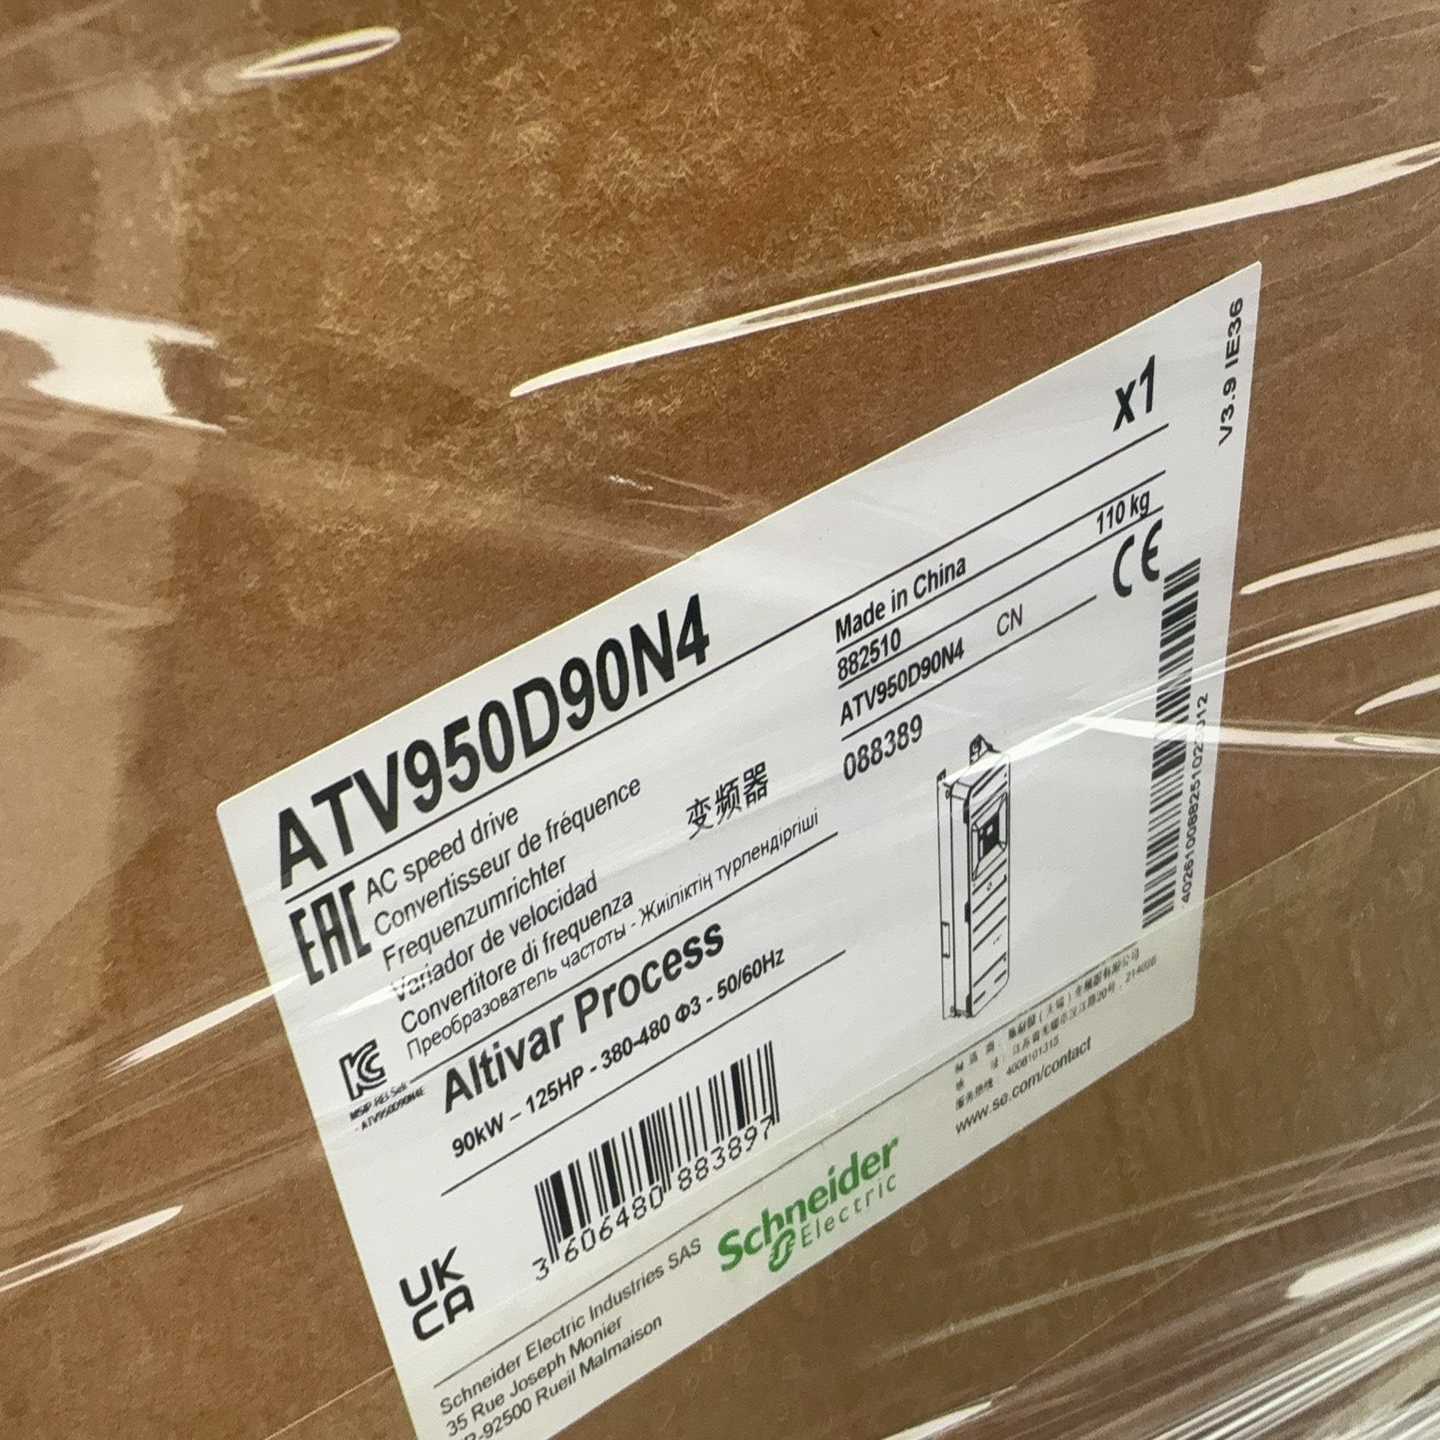 ATV950D90N4
x1
V3.9 IE36
EAC
AC speed drive
Convertisseur de fréquence
Frequenzumrichter
Variador de velocidad
Convertitore di frequenza
Преобразователь частоты - Жиіліктің түрлендіргіші
变频器
Made in China
882510
110 kg
ATV950D90N4 CN
CE
088389
Altivar Process
90kW – 125HP - 380-480 Φ3 - 50/60Hz
3 606480 883897
UK
CA
www.se.com/contact
4008101315
Schneider
Electric
Schneider Electric Industries SAS
35 Rue Joseph Monier
92500 Rueil Malmaison